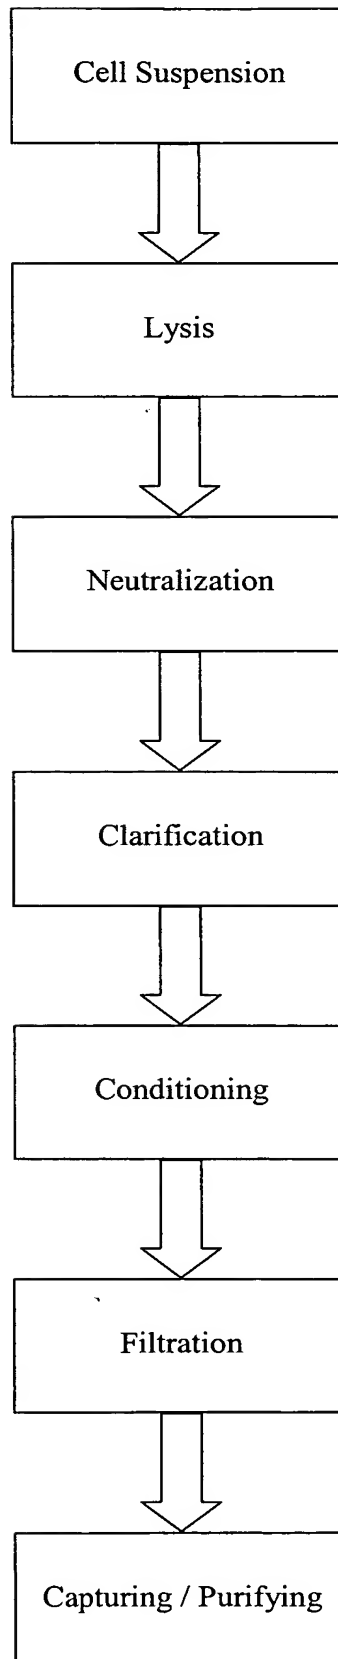 Cell Suspension
Lysis
Neutralization
Clarification
Conditioning
Filtration
Capturing / Purifying